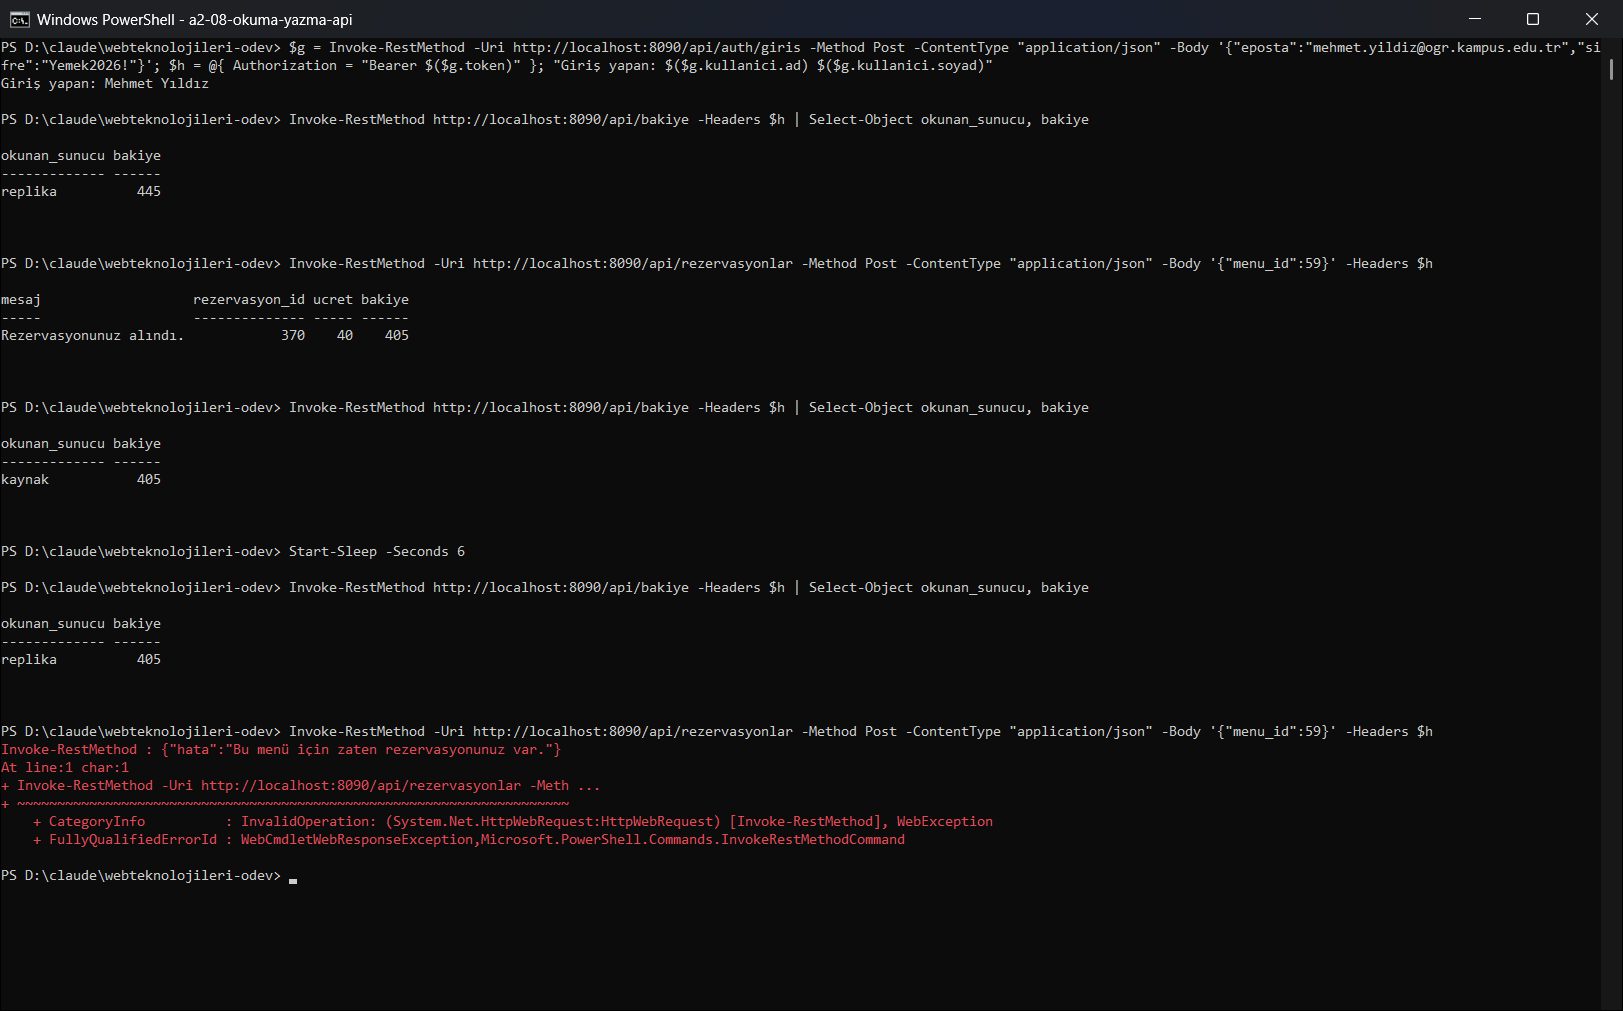 Windows PowerShell - a2-08-okuma-yazma-api
PS D:\claude\webteknolojileri-odev> $g = Invoke-RestMethod -Uri http://localhost:8090/api/auth/giris -Method Post -ContentType "application/json" -Body '{"eposta":"mehmet.yildiz@ogr.kampus.edu.tr","si
fre":"Yemek2026!"}'; $h = @{ Authorization = "Bearer $($g.token)" }; "Giriş yapan: $($g.kullanici.ad) $($g.kullanici.soyad)"
Giriş yapan: Mehmet Yıldız
PS D:\claude\webteknolojileri-odev> Invoke-RestMethod http://localhost:8090/api/bakiye -Headers $h | Select-Object okunan_sunucu, bakiye
okunan_sunucu bakiye
------------- ------
replika          445
PS D:\claude\webteknolojileri-odev> Invoke-RestMethod -Uri http://localhost:8090/api/rezervasyonlar -Method Post -ContentType "application/json" -Body '{"menu_id":59}' -Headers $h
mesaj                   rezervasyon_id ucret bakiye
-----                   -------------- ----- ------
Rezervasyonunuz alındı.            370    40    405
PS D:\claude\webteknolojileri-odev> Invoke-RestMethod http://localhost:8090/api/bakiye -Headers $h | Select-Object okunan_sunucu, bakiye
okunan_sunucu bakiye
------------- ------
kaynak           405
PS D:\claude\webteknolojileri-odev> Start-Sleep -Seconds 6
PS D:\claude\webteknolojileri-odev> Invoke-RestMethod http://localhost:8090/api/bakiye -Headers $h | Select-Object okunan_sunucu, bakiye
okunan_sunucu bakiye
------------- ------
replika          405
PS D:\claude\webteknolojileri-odev> Invoke-RestMethod -Uri http://localhost:8090/api/rezervasyonlar -Method Post -ContentType "application/json" -Body '{"menu_id":59}' -Headers $h
Invoke-RestMethod : {"hata":"Bu menü için zaten rezervasyonunuz var."}
At line:1 char:1
+ Invoke-RestMethod -Uri http://localhost:8090/api/rezervasyonlar -Meth ...
+ ~~~~~~~~~~~~~~~~~~~~~~~~~~~~~~~~~~~~~~~~~~~~~~~~~~~~~~~~~~~~~~~~~~~~~
    + CategoryInfo          : InvalidOperation: (System.Net.HttpWebRequest:HttpWebRequest) [Invoke-RestMethod], WebException
    + FullyQualifiedErrorId : WebCmdletWebResponseException,Microsoft.PowerShell.Commands.InvokeRestMethodCommand
PS D:\claude\webteknolojileri-odev>